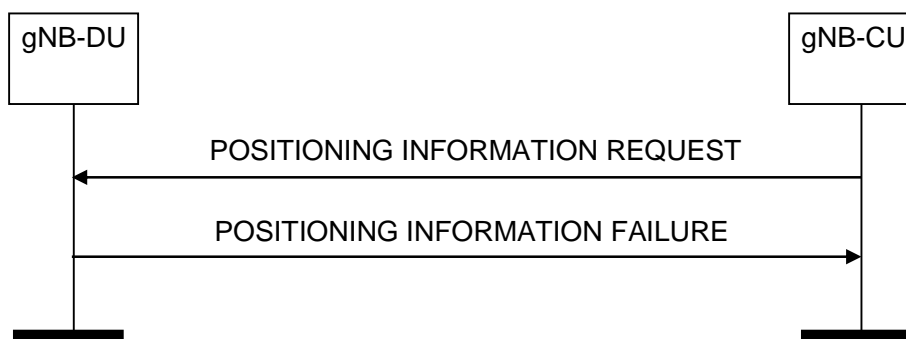 gNB-DU
gNB-CU
POSITIONING INFORMATION REQUEST
POSITIONING INFORMATION FAILURE